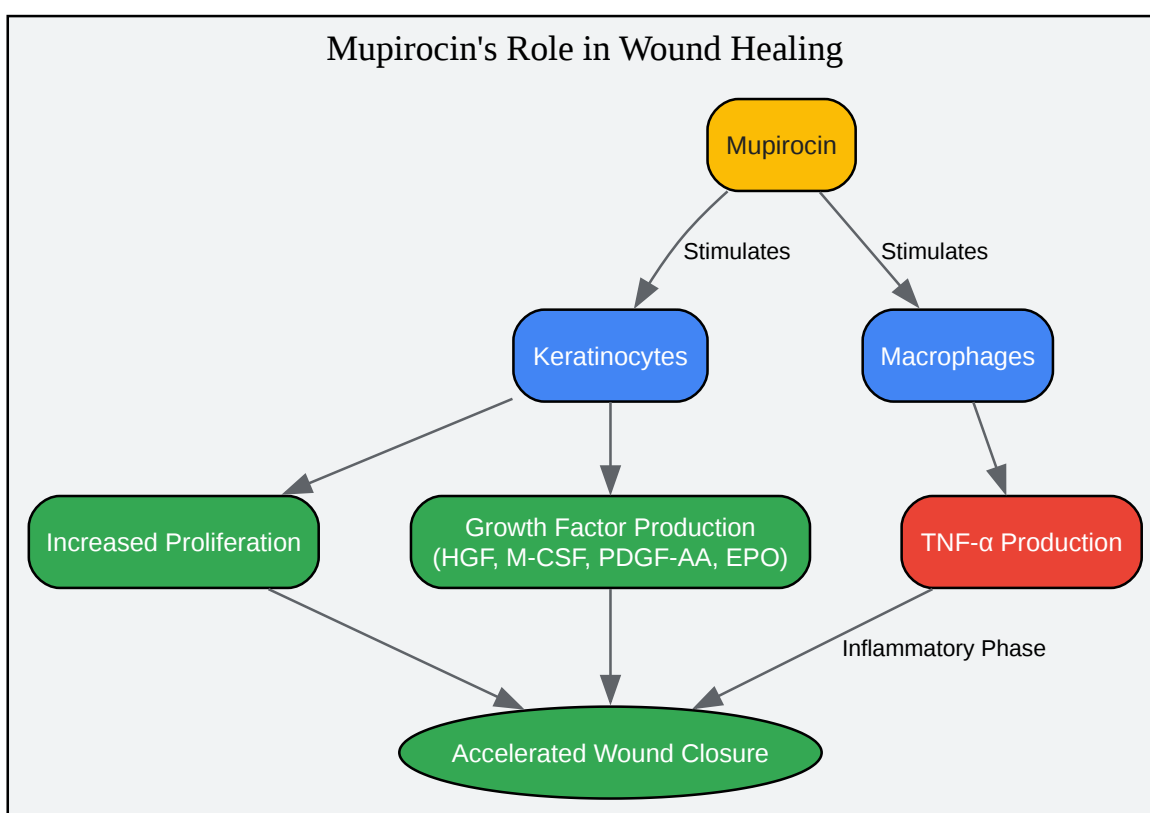 Mupirocin's Role in Wound Healing
Mupirocin
Stimulates
Stimulates
Keratinocytes
Macrophages
Increased Proliferation
Growth Factor Production
(HGF, M-CSF, PDGF-AA, EPO)
TNF-α Production
Inflammatory Phase
Accelerated Wound Closure